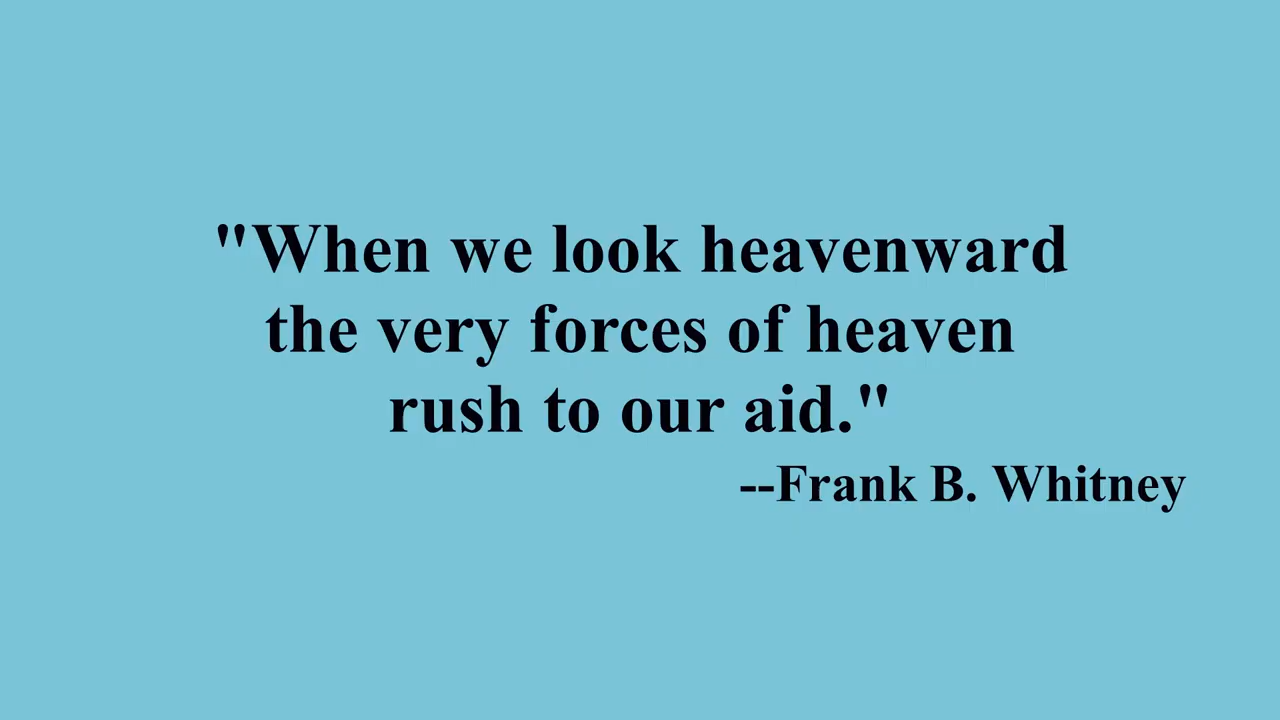 "When we look heavenward
the very forces of heaven
rush to our aid."
--Frank B. Whitney